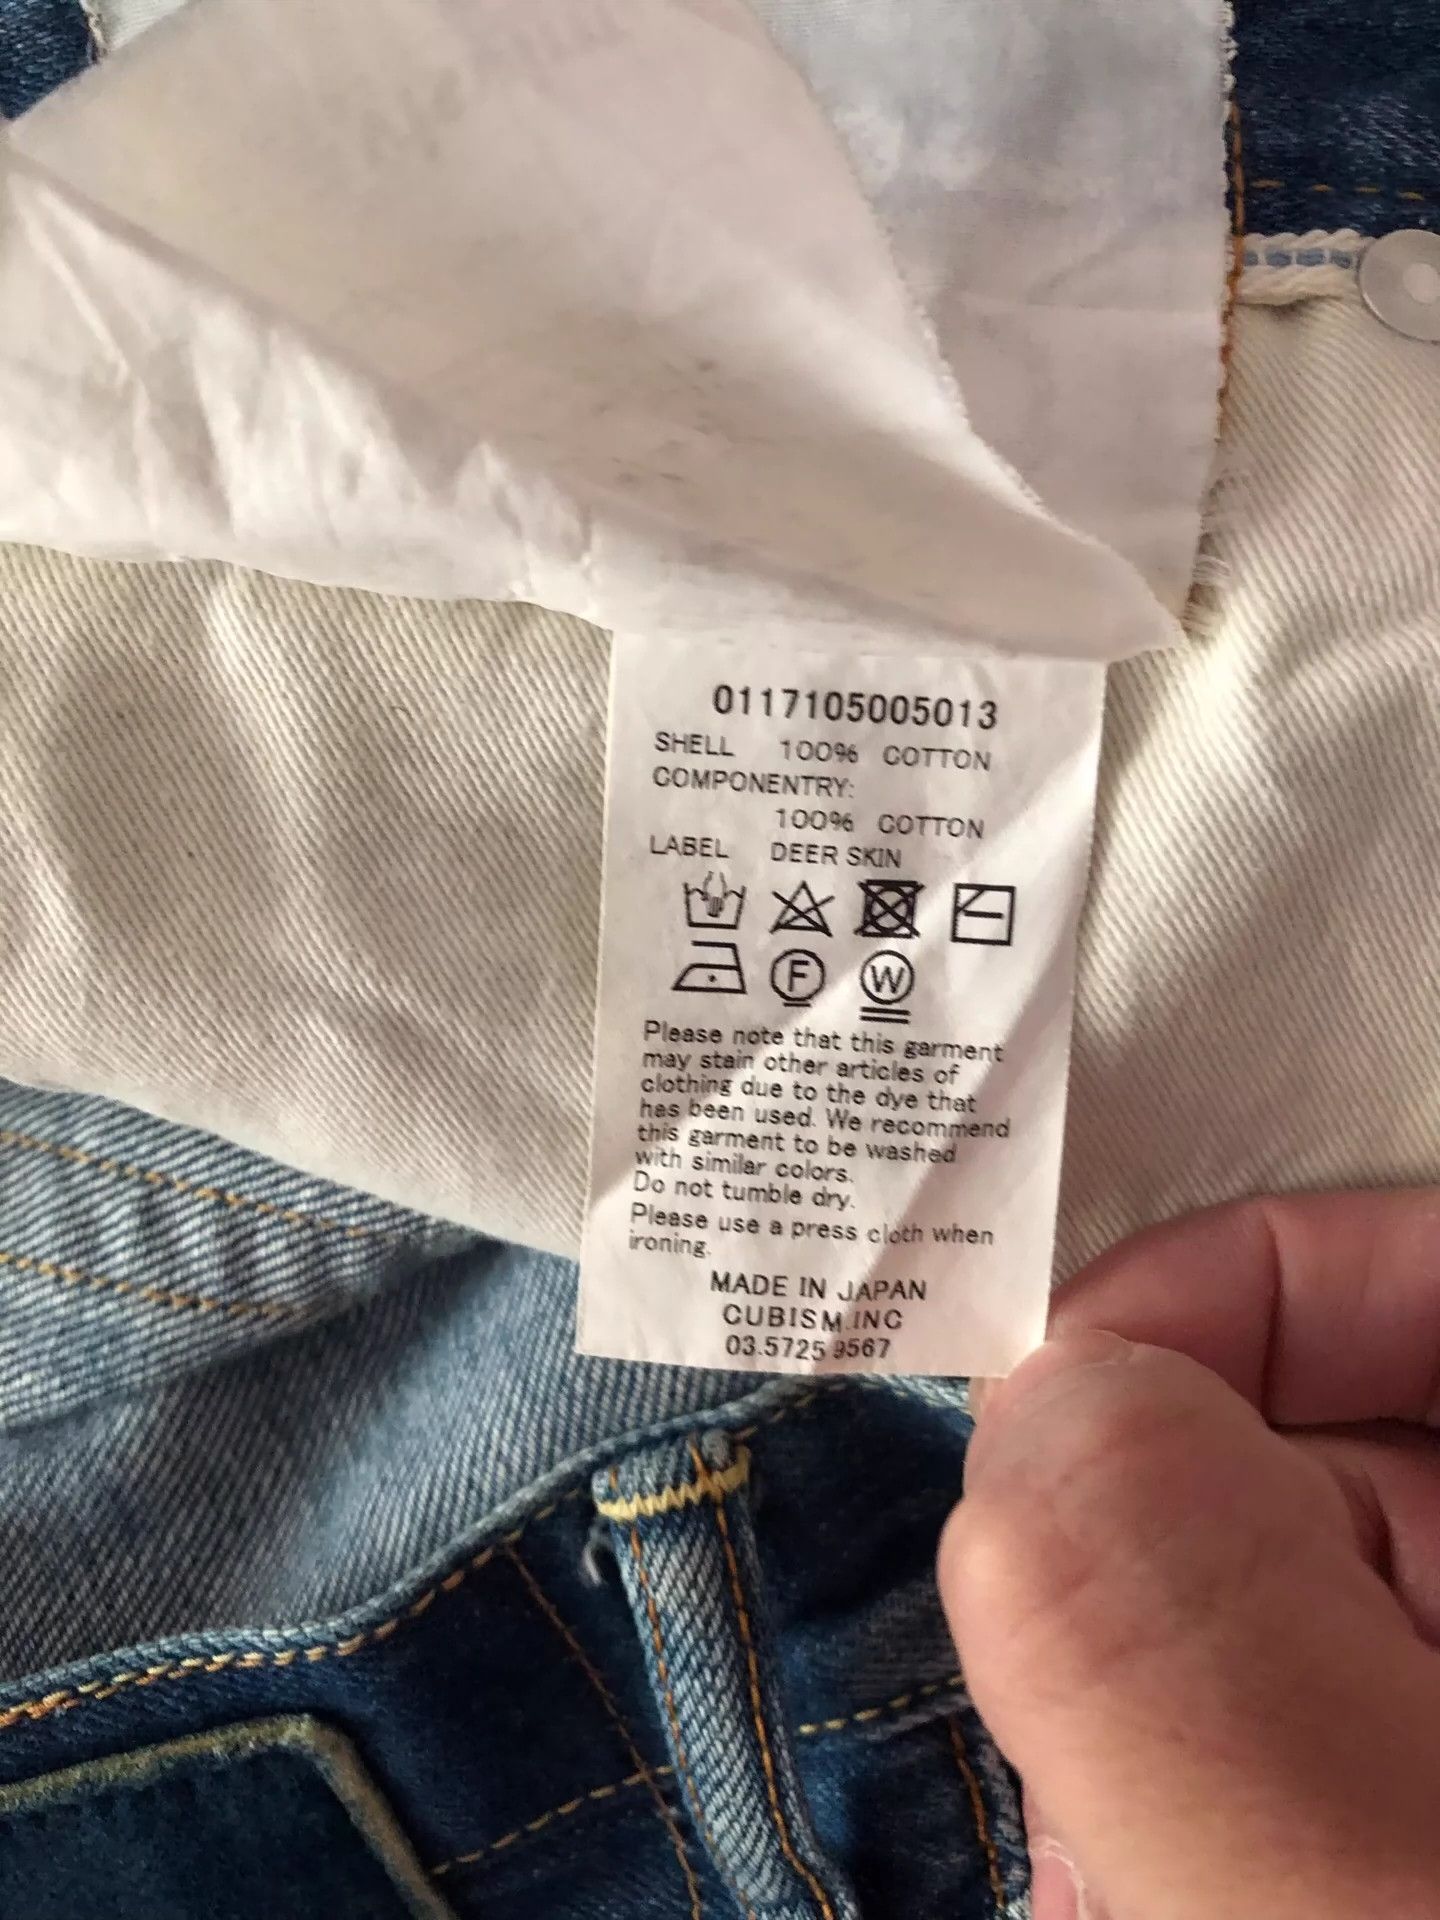 0117105005013
SHELL 100% COTTON
COMPONENTRY:
100% COTTON
LABEL DEER SKIN
F W
Please note that this garment
may stain other articles of
clothing due to the dye that
has been used. We recommend
this garment to be washed
with similar colors.
Do not tumble dry.
Please use a press cloth when
ironing.
MADE IN JAPAN
CUBISM.INC
03.5725 9567